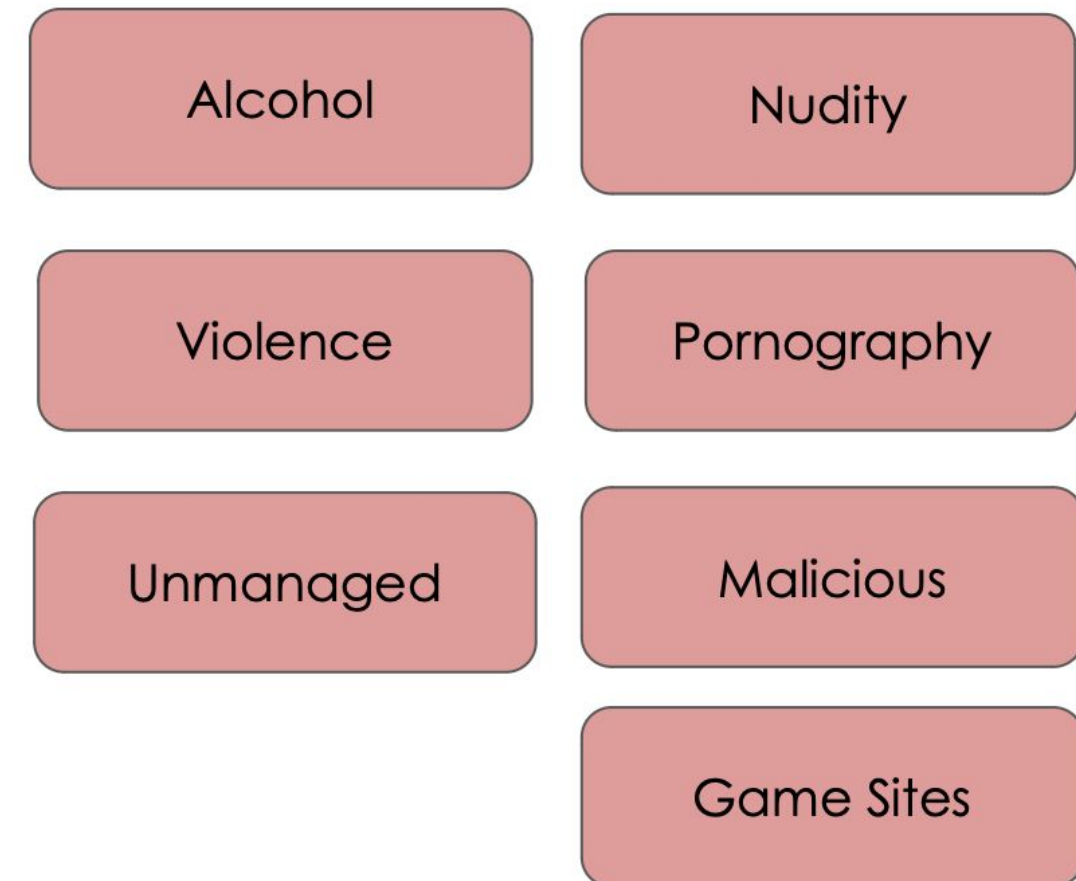 Alcohol
Nudity
Violence
Pornography
Unmanaged
Malicious
Game Sites